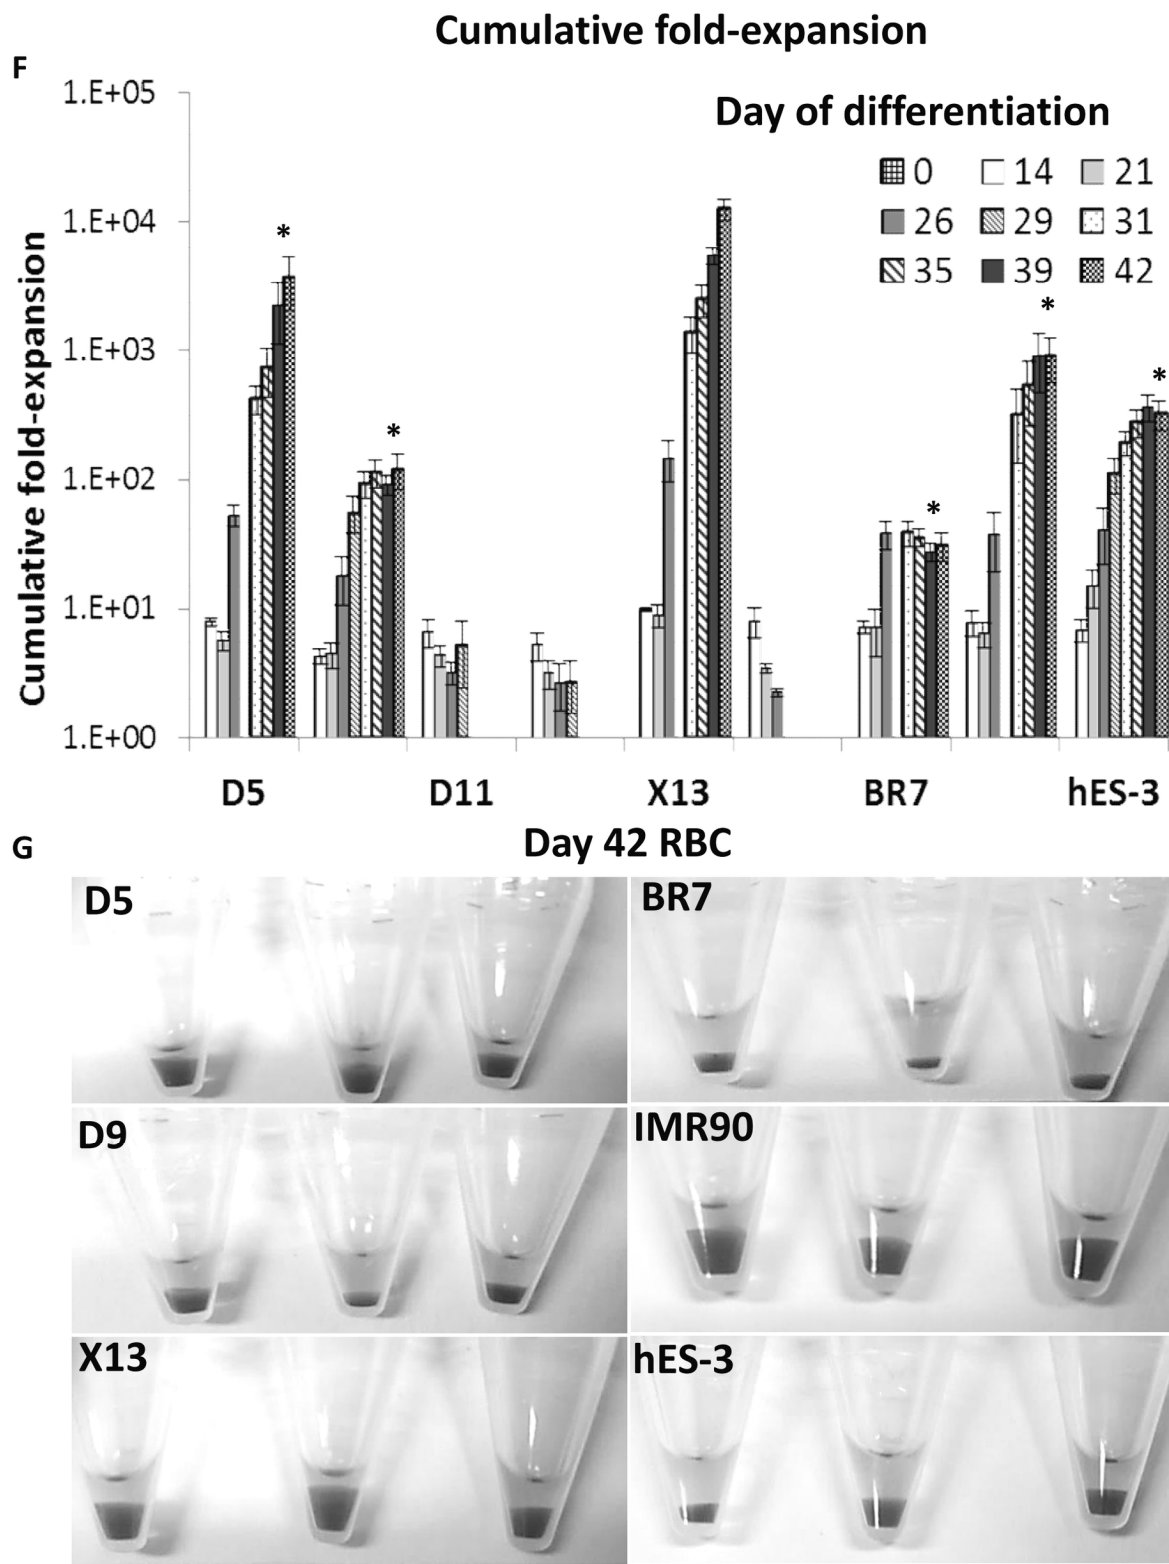 Cumulative fold-expansion
F
1.E+05
1.E+04
1.E+03
1.E+02
1.E+01
1.E+00
Cumulative fold-expansion
Day of differentiation
0 14 21
26 29 31
35 39 42
*
*
*
*
*
D5 D11 X13 BR7 hES-3
G
Day 42 RBC
D5
BR7
D9
IMR90
X13
hES-3